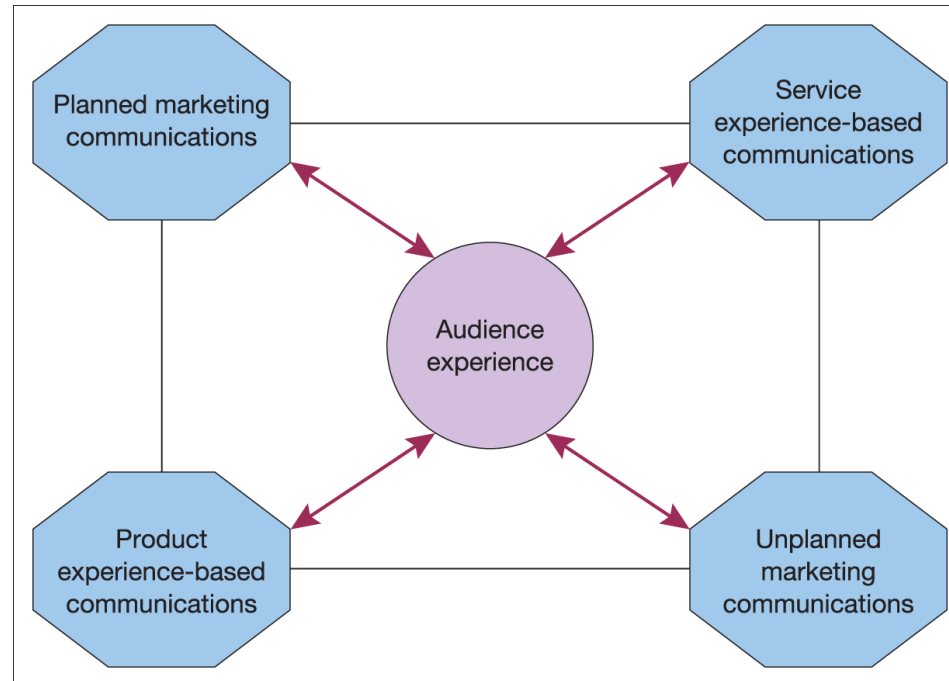 Planned marketing
communications
Service
experience-based
communications
Audience
experience
Product
experience-based
communications
Unplanned
marketing
communications